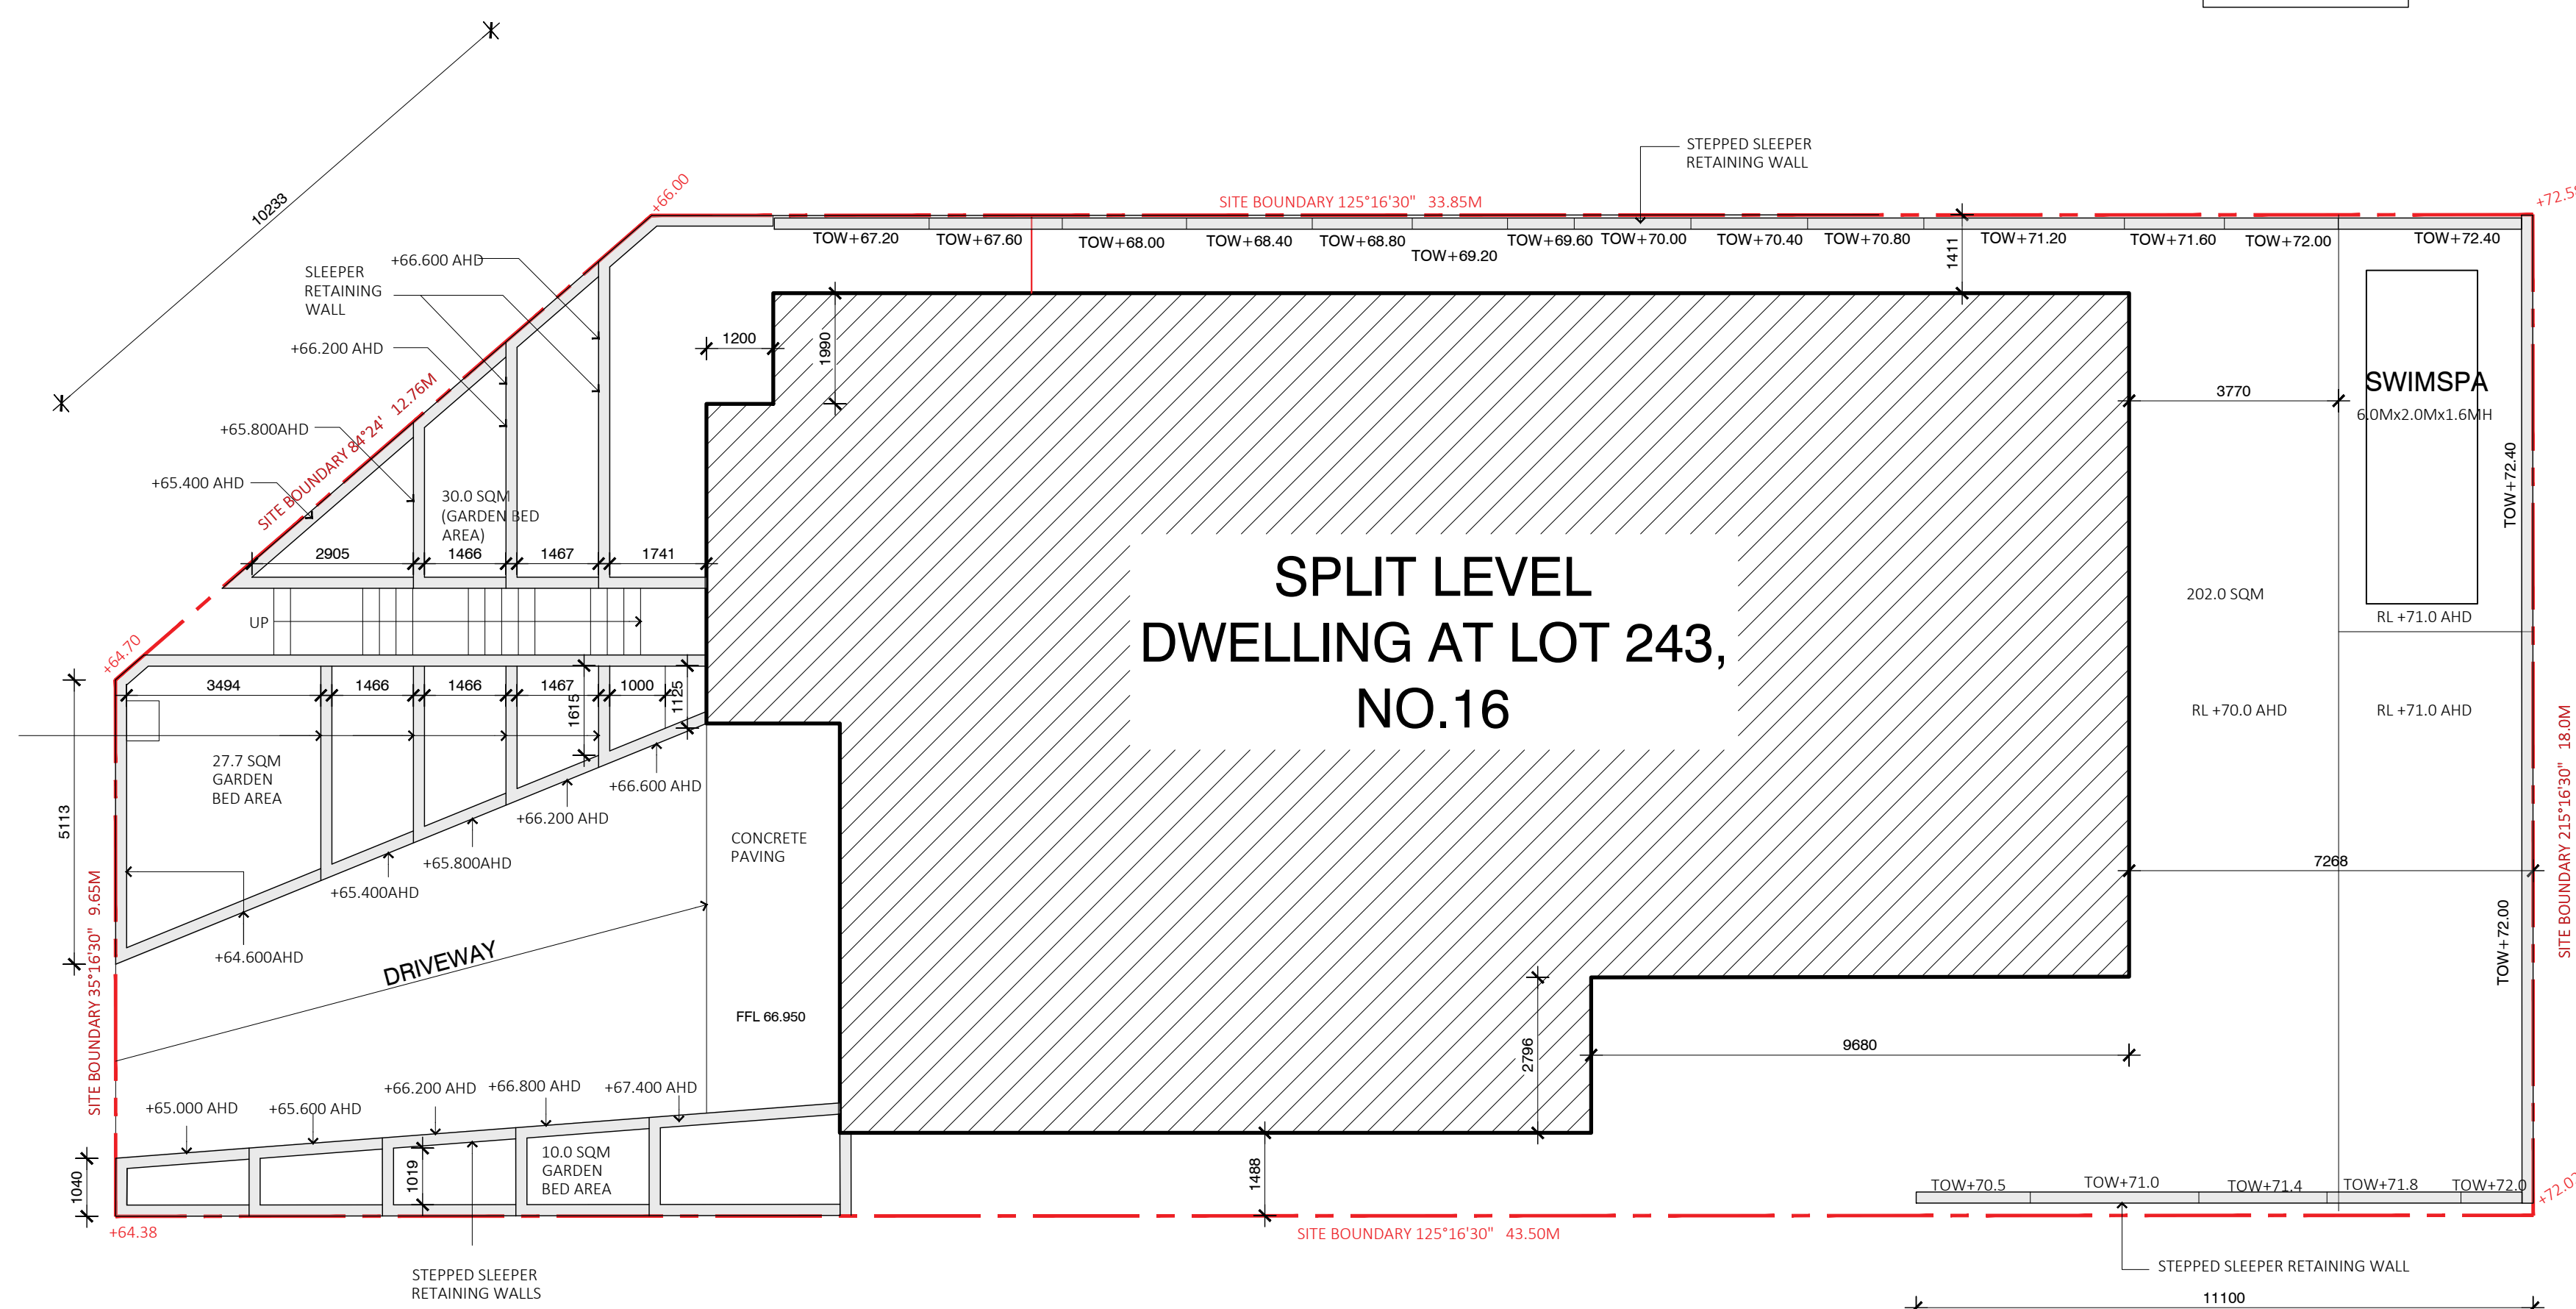 10233
+66.00
STEPPED SLEEPER
RETAINING WALL
SITE BOUNDARY 125°16'30" 33.85M
TOW+67.20
TOW+67.60
TOW+68.00
TOW+68.40
TOW+68.80
TOW+69.20
TOW+69.60
TOW+70.00
TOW+70.40
TOW+70.80
TOW+71.20
TOW+71.60
TOW+72.00
TOW+72.40
1411
+66.600 AHD
SLEEPER
RETAINING
WALL
+66.200 AHD
+65.800AHD
+65.400 AHD
SITE BOUNDARY 84°24' 12.76M
30.0 SQM
(GARDEN BED
AREA)
2905
1466
1467
1741
1200
1990
UP
+64.70
3494
1466
1466
1467
1000
1615
1125
5113
27.7 SQM
GARDEN
BED AREA
+66.600 AHD
+66.200 AHD
+65.800AHD
+65.400AHD
+64.600AHD
CONCRETE
PAVING
DRIVEWAY
FFL 66.950
SITE BOUNDARY 35°16'30" 9.65M
SPLIT LEVEL
DWELLING AT LOT 243,
NO.16
3770
SWIMSPA
6.0Mx2.0Mx1.6MH
TOW+72.40
202.0 SQM
RL +71.0 AHD
RL +70.0 AHD
RL +71.0 AHD
SITE BOUNDARY 215°16'30" 18.0M
7268
TOW+72.00
2796
9680
+65.000 AHD
+65.600 AHD
+66.200 AHD
+66.800 AHD
+67.400 AHD
1040
1019
10.0 SQM
GARDEN
BED AREA
1488
TOW+70.5
TOW+71.0
TOW+71.4
TOW+71.8
TOW+72.0
+64.38
SITE BOUNDARY 125°16'30" 43.50M
STEPPED SLEEPER
RETAINING WALLS
STEPPED SLEEPER RETAINING WALL
11100